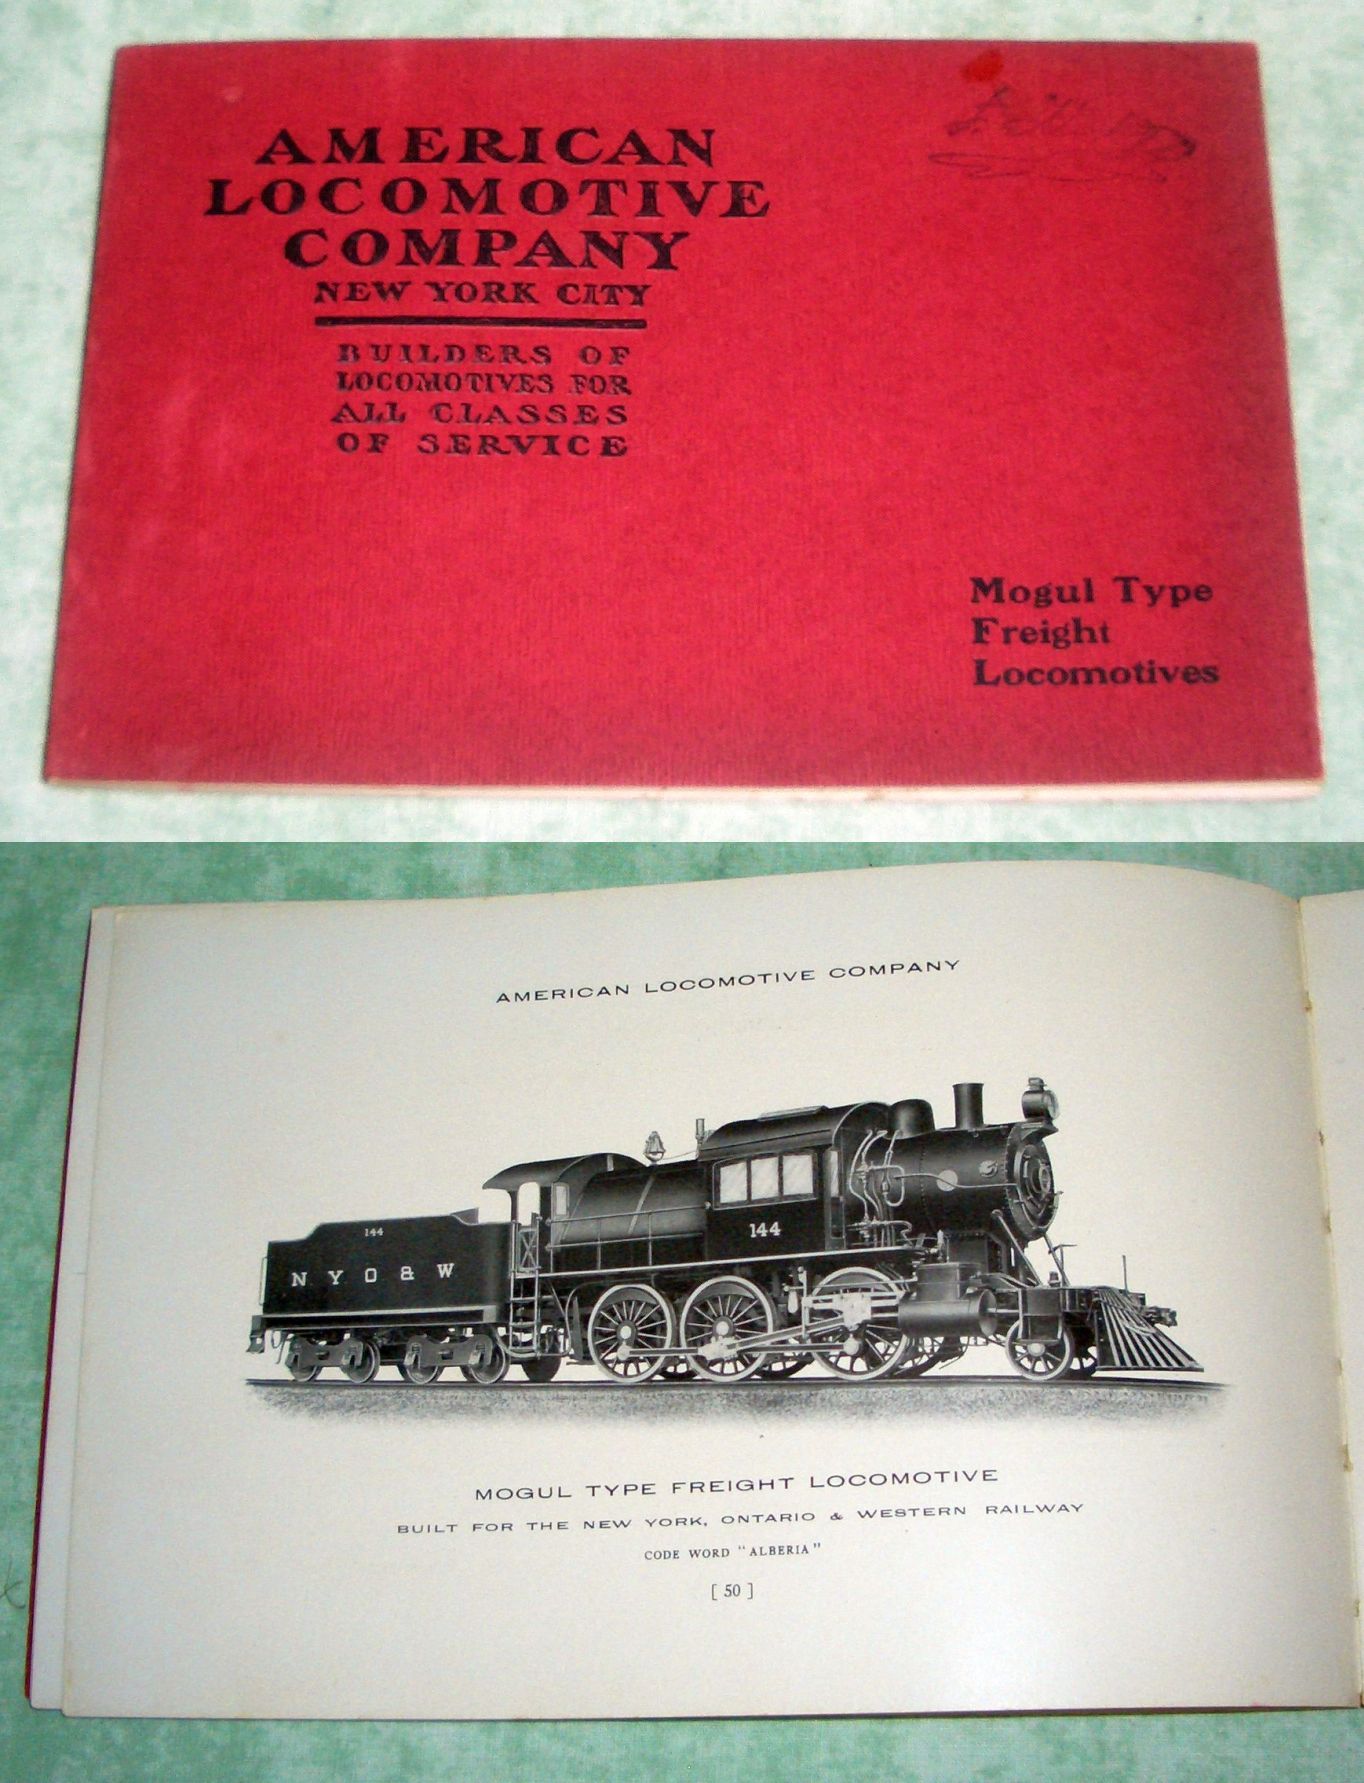 AMERICAN
LOCOMOTIVE
COMPANY
NEW YORK CITY
BUILDERS OF
LOCOMOTIVES FOR
ALL CLASSES
OF SERVICE
Mogul Type
Freight
Locomotives
AMERICAN LOCOMOTIVE COMPANY
144
144
N Y O & W
MOGUL TYPE FREIGHT LOCOMOTIVE
BUILT FOR THE NEW YORK, ONTARIO & WESTERN RAILWAY
CODE WORD "ALBERIA"
[ 50 ]